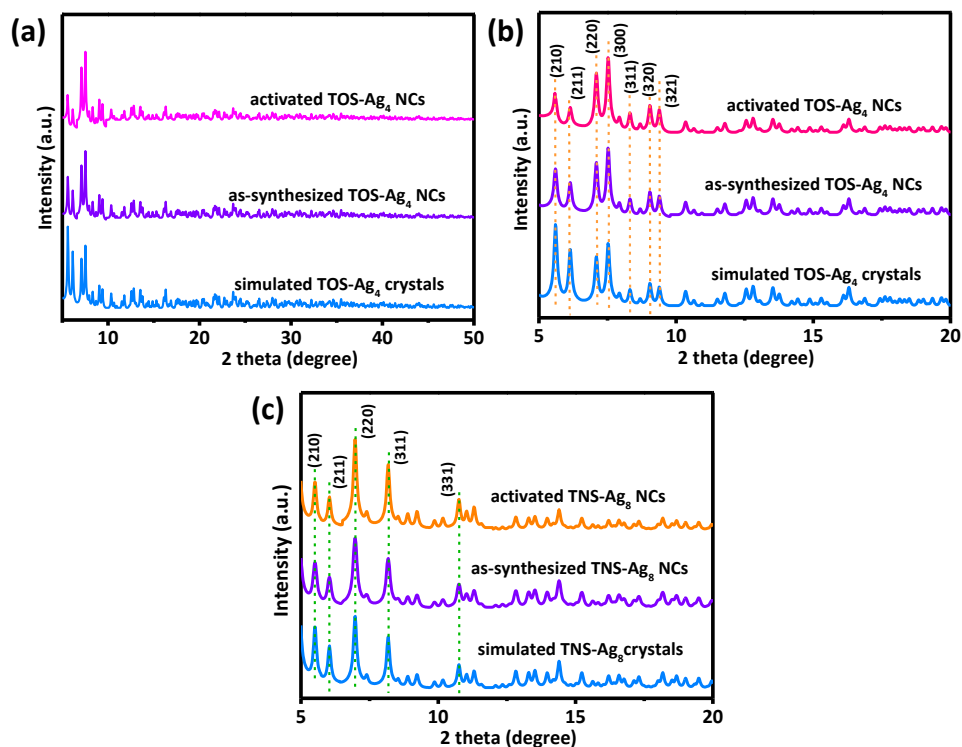 (a)
Intensity (a.u.)
activated TOS-Ag₄ NCs
as-synthesized TOS-Ag₄ NCs
simulated TOS-Ag₄ crystals
10 20 30 40 50
2 theta (degree)
(b)
Intensity (a.u.)
(210)
(211)
(220)
(300)
(311)
(320)
(321)
activated TOS-Ag₄ NCs
as-synthesized TOS-Ag₄ NCs
simulated TOS-Ag₄ crystals
5 10 15 20
2 theta (degree)
(c)
Intensity (a.u.)
(210)
(211)
(220)
(311)
(331)
activated TNS-Ag₈ NCs
as-synthesized TNS-Ag₈ NCs
simulated TNS-Ag₈crystals
5 10 15 20
2 theta (degree)